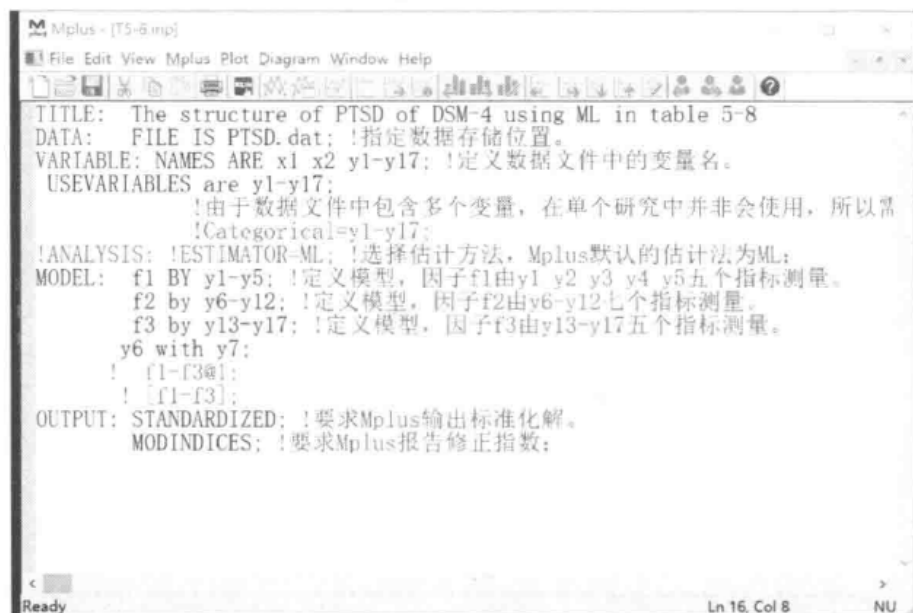 Mplus - [T5-6.inp]
File Edit View Mplus Plot Diagram Window Help
TITLE: The structure of PTSD of DSM-4 using ML in table 5-8
DATA: FILE IS PTSD.dat; !指定数据存储位置。
VARIABLE: NAMES ARE x1 x2 y1-y17; !定义数据文件中的变量名。
USEVARIABLES are y1-y17;
!由于数据文件中包含多个变量，在单个研究中并非会使用，所以需
!Categorical=y1-y17;
!ANALYSIS: !ESTIMATOR=ML; !选择估计方法，Mplus默认的估计法为ML;
MODEL: f1 BY y1-y5; !定义模型，因子f1由y1 y2 y3 y4 y5五个指标测量。
f2 by y6-y12; !定义模型，因子f2由y6-y12七个指标测量。
f3 by y13-y17; !定义模型，因子f3由y13-y17五个指标测量。
y6 with y7;
! f1-f3@1;
! [f1-f3];
OUTPUT: STANDARDIZED; !要求Mplus输出标准化解。
MODINDICES; !要求Mplus报告修正指数;
Ready Ln 16, Col 8 NU